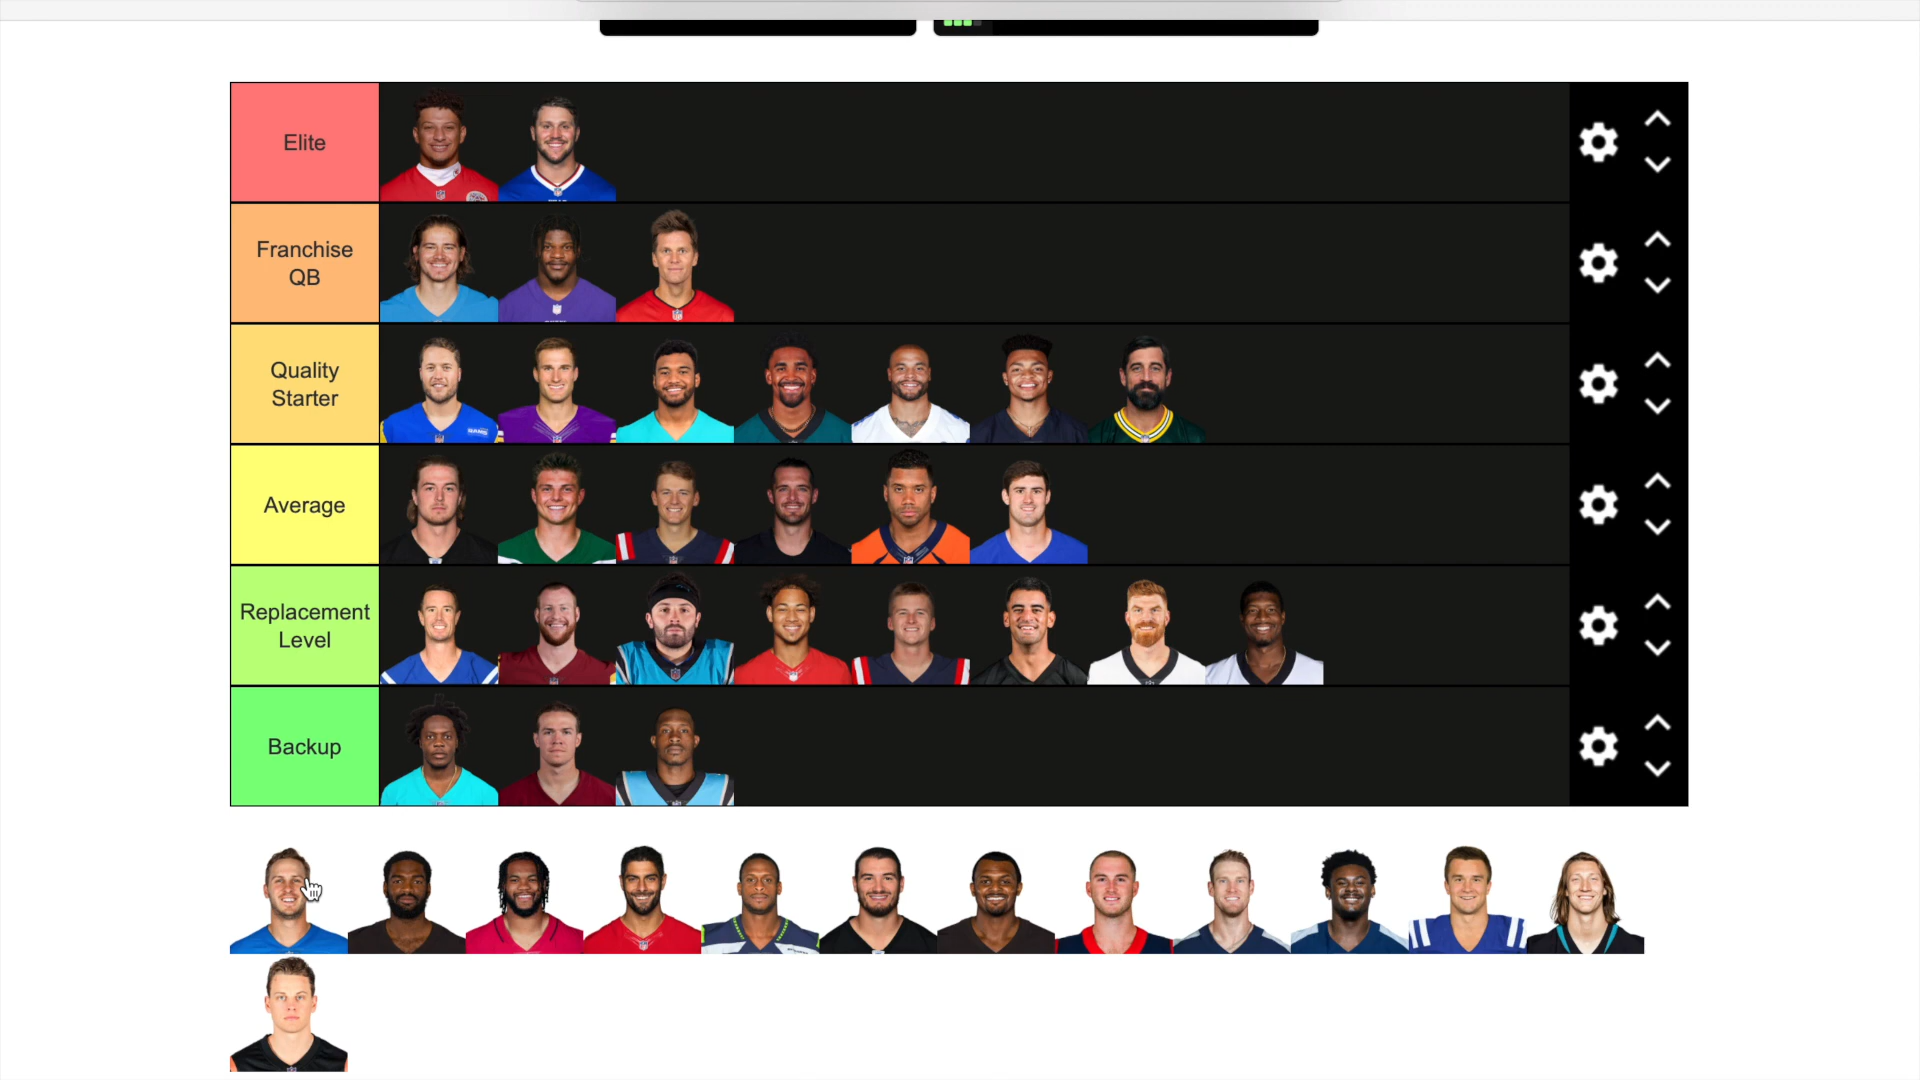 Elite
Franchise
QB
Quality
Starter
Average
Replacement
Level
Backup